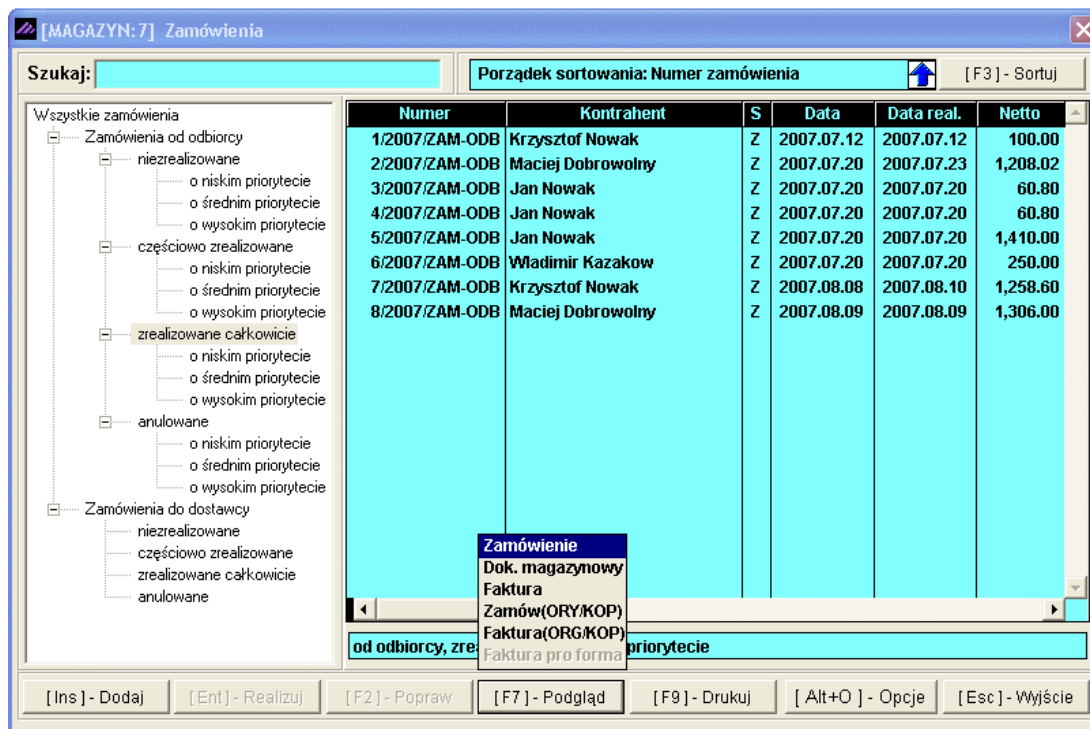 [MAGAZYN: 7] Zamówienia
Szukaj:
Porządek sortowania: Numer zamówienia
[F3] - Sortuj
Wszystkie zamówienia
Zamówienia od odbiorcy
niezrealizowane
o niskim priorytecie
o średnim priorytecie
o wysokim priorytecie
częściowo zrealizowane
o niskim priorytecie
o średnim priorytecie
o wysokim priorytecie
zrealizowane całkowicie
o niskim priorytecie
o średnim priorytecie
o wysokim priorytecie
anulowane
o niskim priorytecie
o średnim priorytecie
o wysokim priorytecie
Zamówienia do dostawcy
niezrealizowane
częściowo zrealizowane
zrealizowane całkowicie
anulowane
Numer Kontrahent S Data Data real. Netto
1/2007/ZAM-ODB Krzysztof Nowak Z 2007.07.12 2007.07.12 100.00
2/2007/ZAM-ODB Maciej Dobrowolny Z 2007.07.20 2007.07.23 1,208.02
3/2007/ZAM-ODB Jan Nowak Z 2007.07.20 2007.07.20 60.80
4/2007/ZAM-ODB Jan Nowak Z 2007.07.20 2007.07.20 60.80
5/2007/ZAM-ODB Jan Nowak Z 2007.07.20 2007.07.20 1,410.00
6/2007/ZAM-ODB Wladimir Kazakow Z 2007.07.20 2007.07.20 250.00
7/2007/ZAM-ODB Krzysztof Nowak Z 2007.08.08 2007.08.10 1,258.60
8/2007/ZAM-ODB Maciej Dobrowolny Z 2007.08.09 2007.08.09 1,306.00
Zamówienie
Dok. magazynowy
Faktura
Zamów(ORY/KOP)
Faktura(ORG/KOP)
Faktura pro forma
od odbiorcy, zre priorytecie
[Ins] - Dodaj [Ent] - Realizuj [F2] - Popraw [F7] - Podgląd [F9] - Drukuj [Alt+O] - Opcje [Esc] - Wyjście